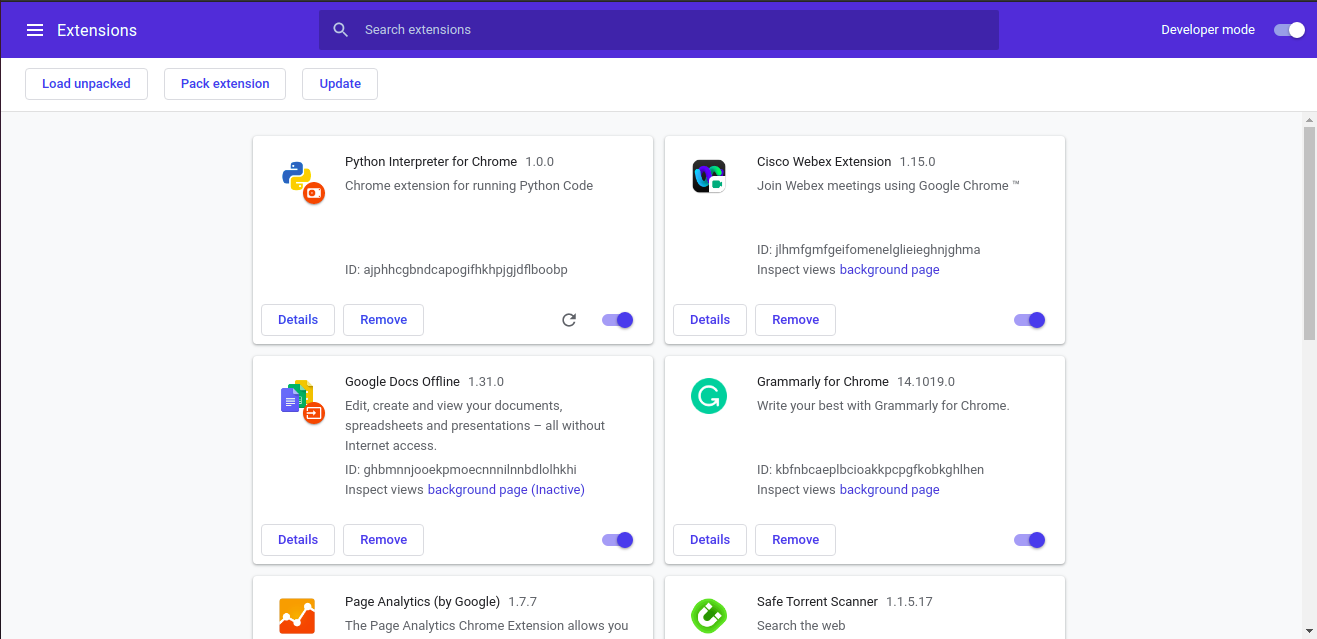 Extensions
Search extensions
Developer mode
Load unpacked
Pack extension
Update
Python Interpreter for Chrome 1.0.0
Chrome extension for running Python Code
ID: ajphhcgbndcapogifhkhpjgjdflboobp
Details
Remove
Cisco Webex Extension 1.15.0
Join Webex meetings using Google Chrome ™
ID: jlhmfgmfgeifomenelglieieghnjghma
Inspect views background page
Details
Remove
Google Docs Offline 1.31.0
Edit, create and view your documents,
spreadsheets and presentations – all without
Internet access.
ID: ghbmnnjooekpmoecnnnilnnbdlolhkhi
Inspect views background page (Inactive)
Details
Remove
Grammarly for Chrome 14.1019.0
Write your best with Grammarly for Chrome.
ID: kbfnbcaeplbcioakkpcpgfkobkghlhen
Inspect views background page
Details
Remove
Page Analytics (by Google) 1.7.7
The Page Analytics Chrome Extension allows you
Safe Torrent Scanner 1.1.5.17
Search the web